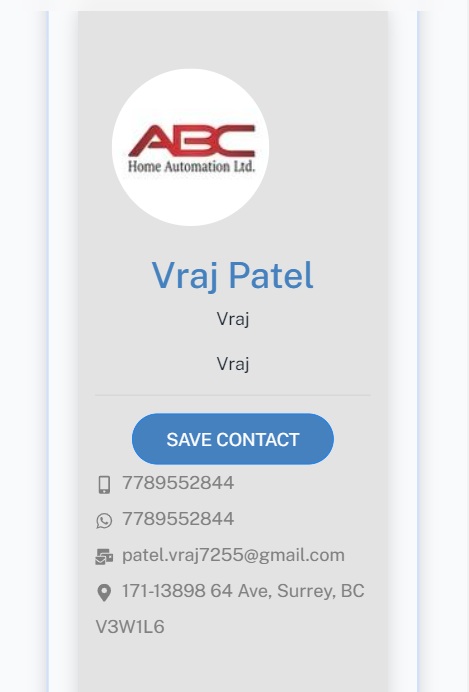 ABC
Home Automation Ltd.
Vraj Patel
Vraj
Vraj
SAVE CONTACT
7789552844
7789552844
patel.vraj7255@gmail.com
171-13898 64 Ave, Surrey, BC
V3W1L6